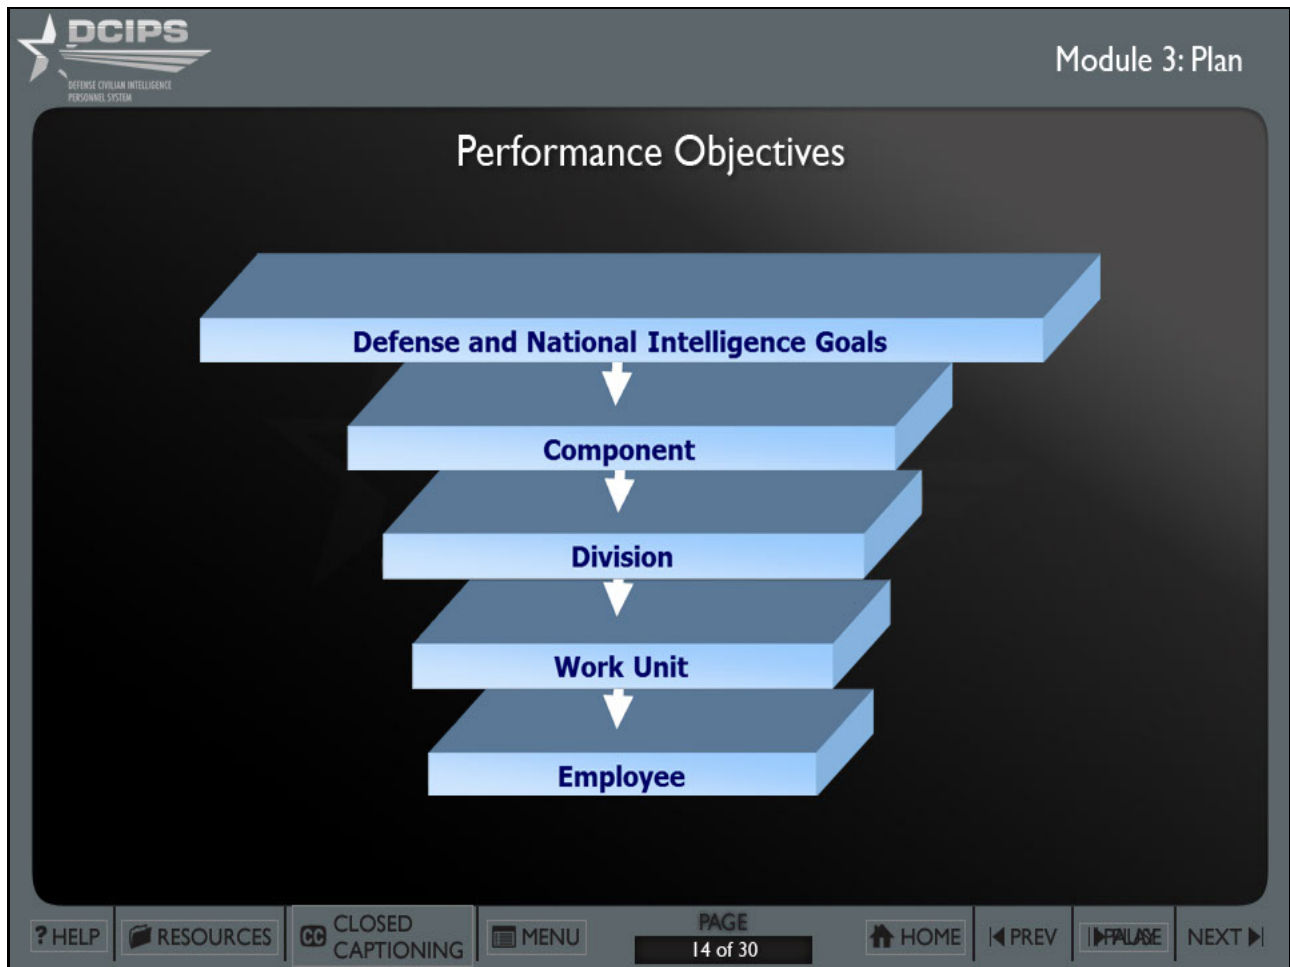 DCIPS
DEFENSE CIVILIAN INTELLIGENCE
PERSONNEL SYSTEM
Module 3: Plan
Performance Objectives
Defense and National Intelligence Goals
Component
Division
Work Unit
Employee
? HELP
RESOURCES
CC CLOSED
CAPTIONING
MENU
PAGE
14 of 30
HOME
PREV
NEXT